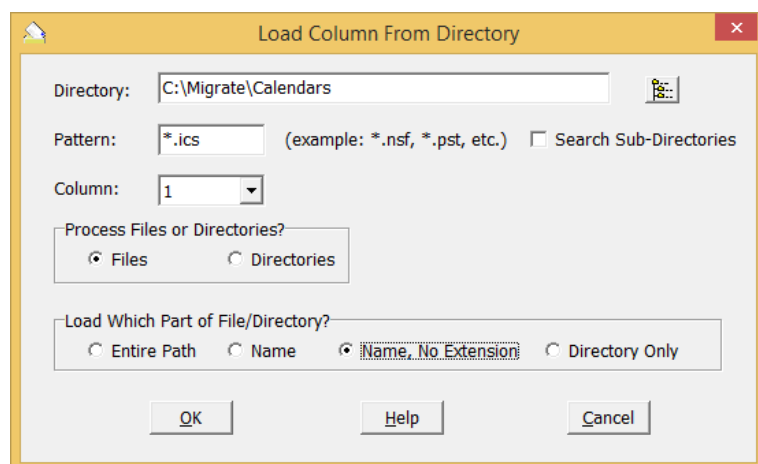 Load Column From Directory
Directory: C:\Migrate\Calendars
Pattern: *.ics (example: *.nsf, *.pst, etc.) Search Sub-Directories
Column: 1
Process Files or Directories?
Files Directories
Load Which Part of File/Directory?
Entire Path Name Name, No Extension Directory Only
OK Help Cancel